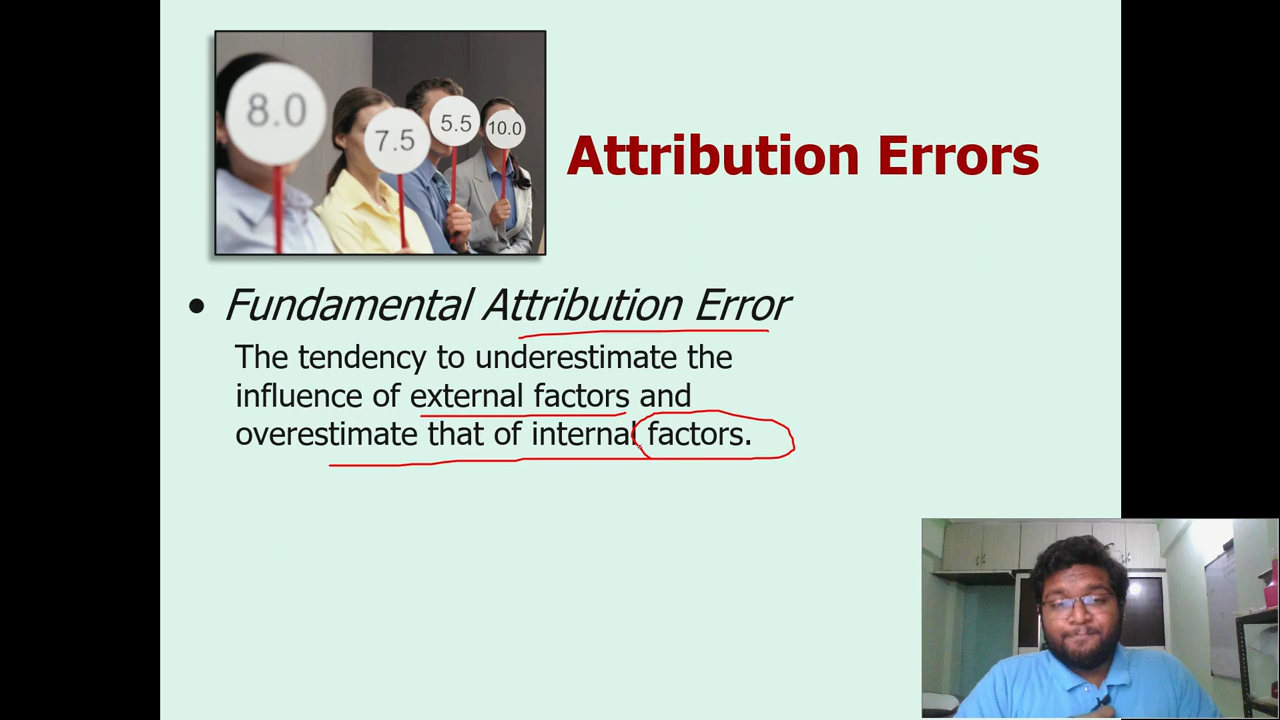 8.0
7.5
5.5
10.0
Attribution Errors
• Fundamental Attribution Error
The tendency to underestimate the
influence of external factors and
overestimate that of internal factors.